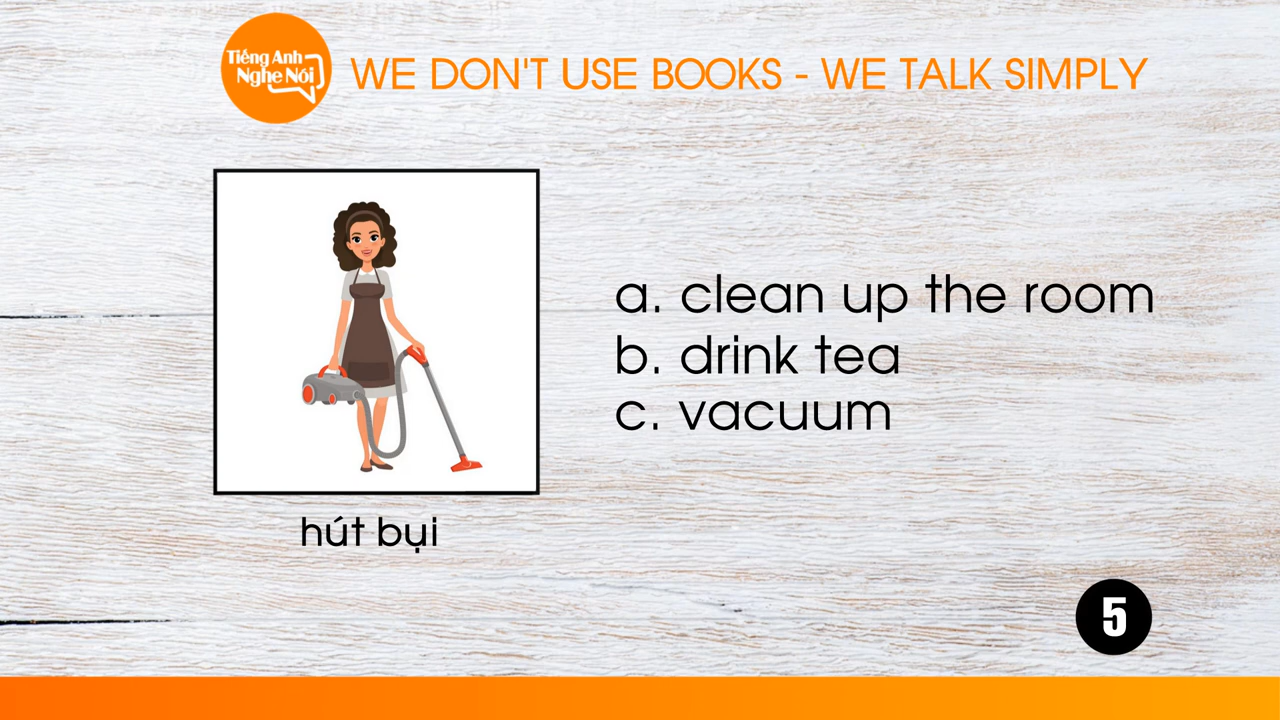 Tiếng Anh
Nghe Nói
WE DON'T USE BOOKS - WE TALK SIMPLY
a. clean up the room
b. drink tea
c. vacuum
hút bụi
5